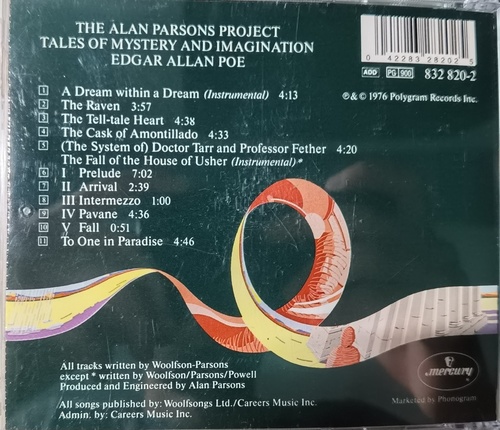 THE ALAN PARSONS PROJECT
TALES OF MYSTERY AND IMAGINATION
EDGAR ALLAN POE
0 42283 28202 5
ADD PG 900 832 820-2
℗ & © 1976 Polygram Records Inc.
1 A Dream within a Dream (Instrumental) 4:13
2 The Raven 3:57
3 The Tell-tale Heart 4:38
4 The Cask of Amontillado 4:33
5 (The System of) Doctor Tarr and Professor Fether 4:20
The Fall of the House of Usher (Instrumental)*
6 I Prelude 7:02
7 II Arrival 2:39
8 III Intermezzo 1:00
9 IV Pavane 4:36
10 V Fall 0:51
11 To One in Paradise 4:46
All tracks written by Woolfson-Parsons
except * written by Woolfson/Parsons/Powell
Produced and Engineered by Alan Parsons
All songs published by: Woolfsongs Ltd./Careers Music Inc.
Admin. by: Careers Music Inc.
mercury
Marketed by Phonogram